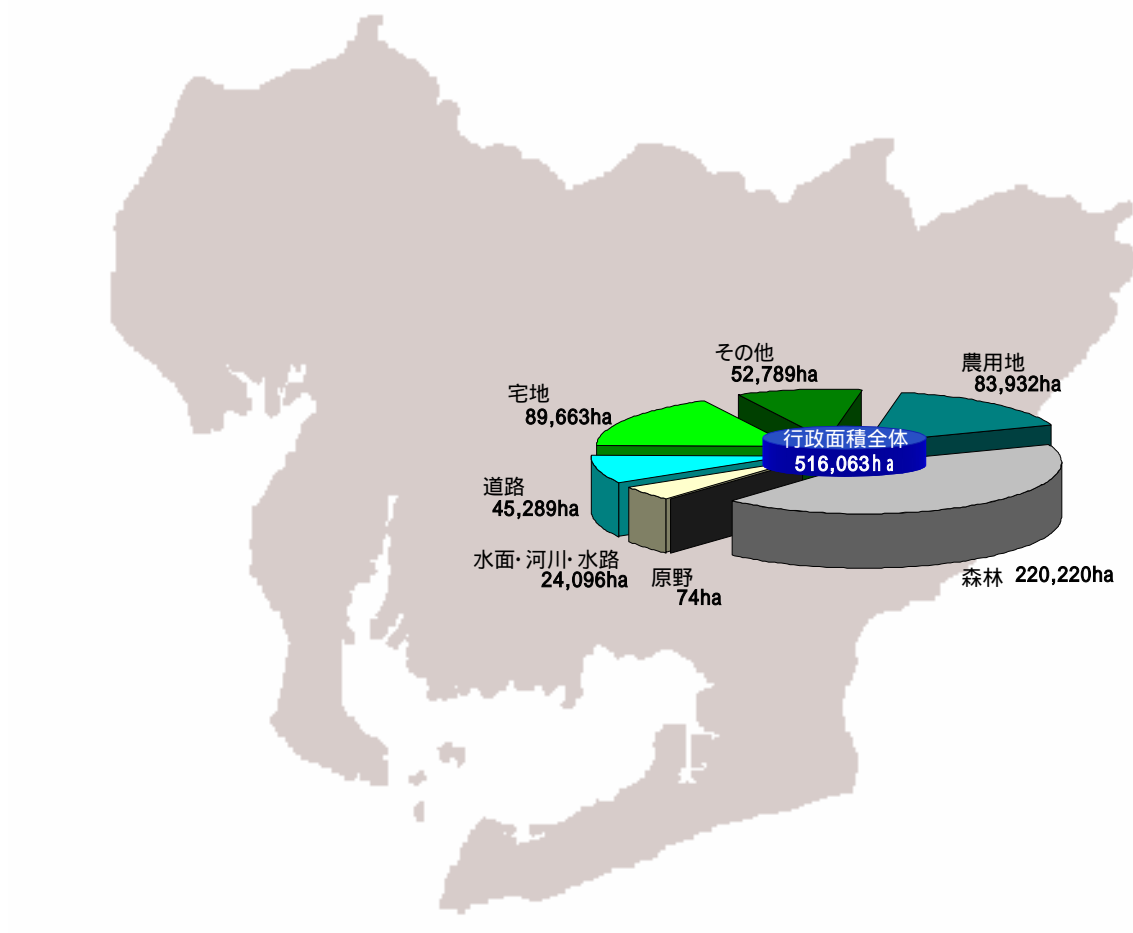 その他
52,789ha
農用地
83,932ha
宅地
89,663ha
行政面積全体
516,063ha
道路
45,289ha
水面・河川・水路
24,096ha
原野
74ha
森林 220,220ha